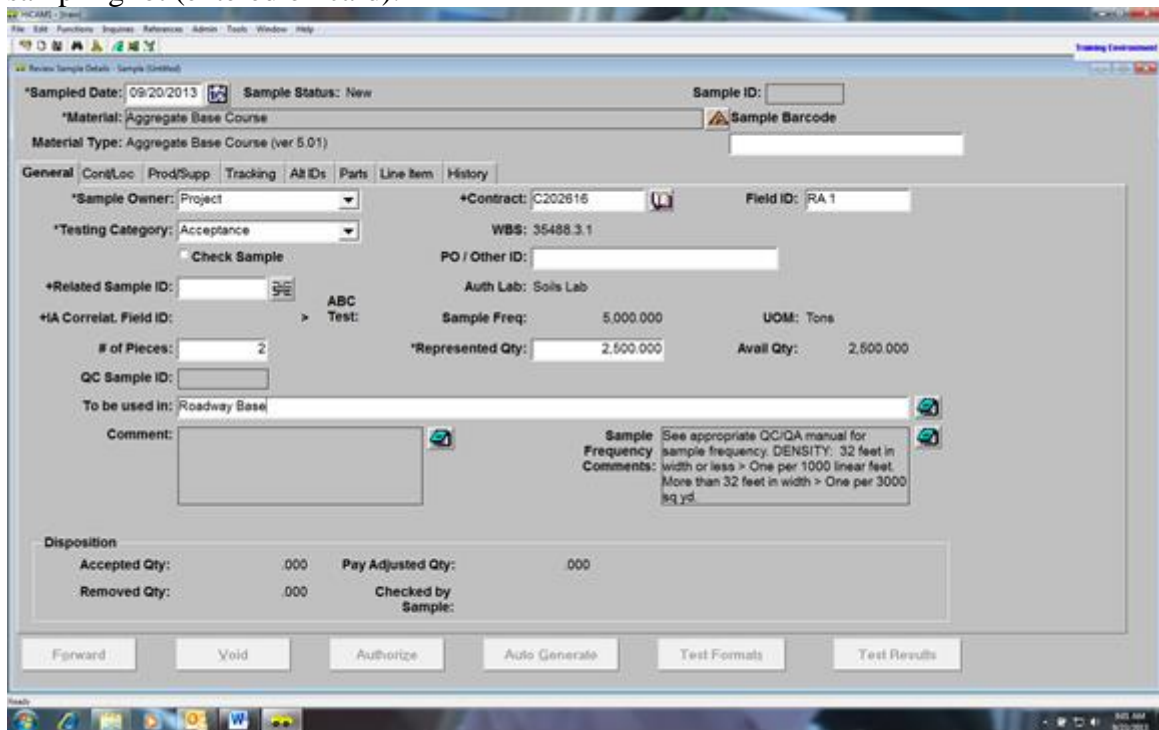 HiCAMS - [train]
File Edit Functions Inquiries References Admin Tools Window Help
Training Environment
Review Sample Details - Sample (Untitled)
*Sampled Date: 09/20/2013 Sample Status: New Sample ID:
*Material: Aggregate Base Course Sample Barcode
Material Type: Aggregate Base Course (ver 5.01)
General Cont/Loc Prod/Supp Tracking Alt IDs Parts Line Item History
*Sample Owner: Project +Contract: C202616 Field ID: RA 1
*Testing Category: Acceptance WBS: 35488.3.1
Check Sample PO / Other ID:
+Related Sample ID: Auth Lab: Soils Lab
+IA Correlat. Field ID: > ABC Test: Sample Freq: 5,000.000 UOM: Tons
# of Pieces: 2 *Represented Qty: 2,500.000 Avail Qty: 2,500.000
QC Sample ID:
To be used in: Roadway Base
Comment: Sample Frequency Comments:
See appropriate QC/QA manual for
sample frequency. DENSITY: 32 feet in
width or less > One per 1000 linear feet.
More than 32 feet in width > One per 3000
sq yd.
Disposition
Accepted Qty: .000 Pay Adjusted Qty: .000
Removed Qty: .000 Checked by Sample:
Forward Void Authorize Auto Generate Test Formats Test Results
Ready